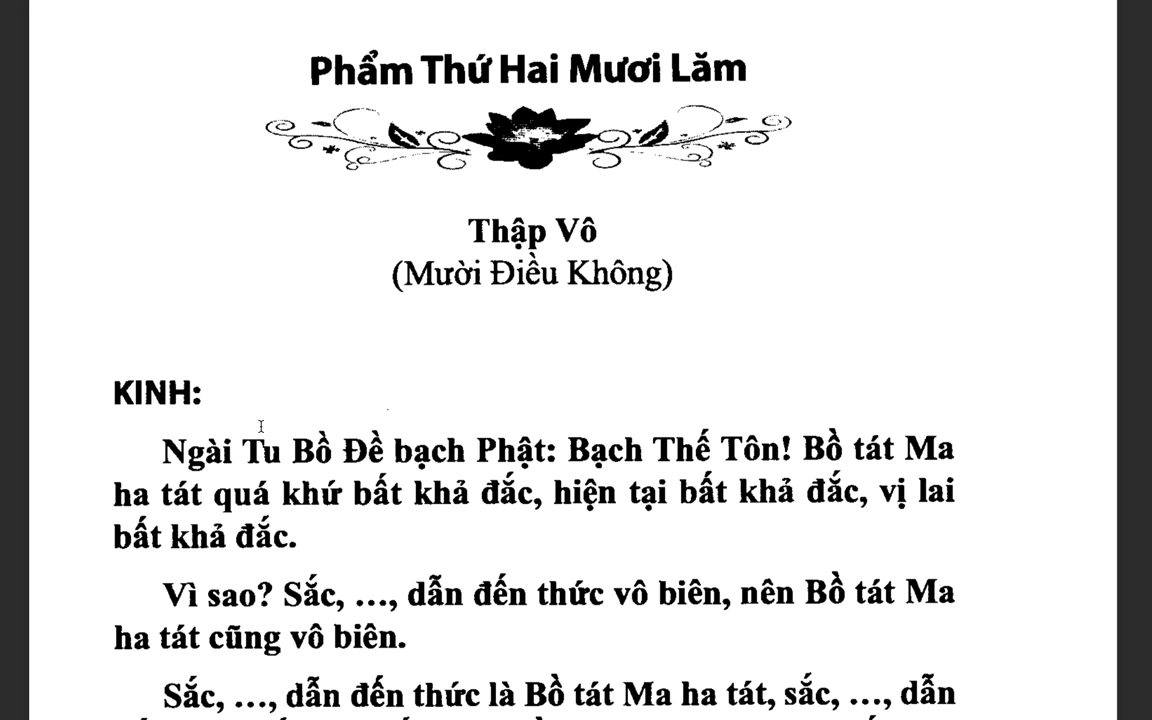 Phẩm Thứ Hai Mươi Lăm
Thập Vô
(Mười Điều Không)
KINH:
Ngài Tu Bồ Đề bạch Phật: Bạch Thế Tôn! Bồ tát Ma
ha tát quá khứ bất khả đắc, hiện tại bất khả đắc, vị lai
bất khả đắc.
Vì sao? Sắc, …, dẫn đến thức vô biên, nên Bồ tát Ma
ha tát cũng vô biên.
Sắc, …, dẫn đến thức là Bồ tát Ma ha tát, sắc, …, dẫn